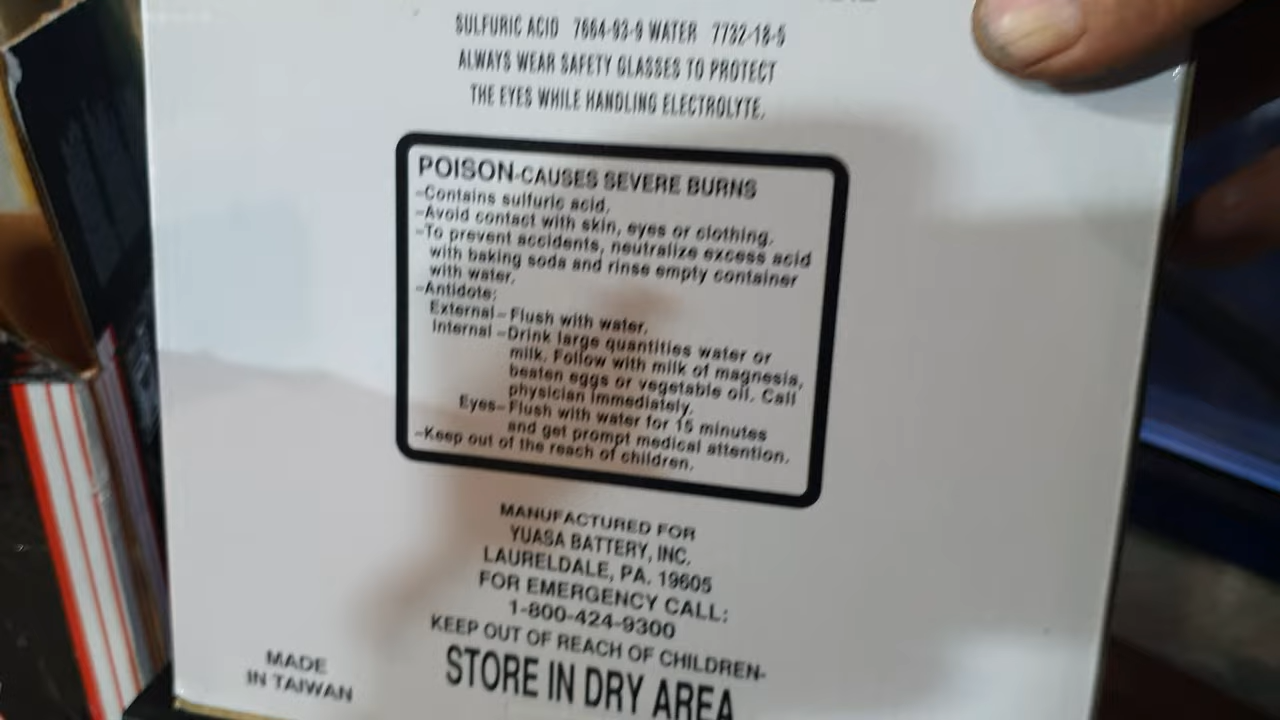 SULFURIC ACID 7664-93-9 WATER 7732-18-5
ALWAYS WEAR SAFETY GLASSES TO PROTECT
THE EYES WHILE HANDLING ELECTROLYTE.
POISON-CAUSES SEVERE BURNS
-Contains sulfuric acid.
-Avoid contact with skin, eyes or clothing.
-To prevent accidents, neutralize excess acid
with baking soda and rinse empty container
with water.
-Antidote:
External-Flush with water.
Internal-Drink large quantities water or
milk. Follow with milk of magnesia,
beaten eggs or vegetable oil. Call
physician immediately.
Eyes-Flush with water for 15 minutes
and get prompt medical attention.
-Keep out of the reach of children.
MANUFACTURED FOR
YUASA BATTERY, INC.
LAURELDALE, PA. 19605
FOR EMERGENCY CALL:
1-800-424-9300
KEEP OUT OF REACH OF CHILDREN-
STORE IN DRY AREA
MADE
IN TAIWAN